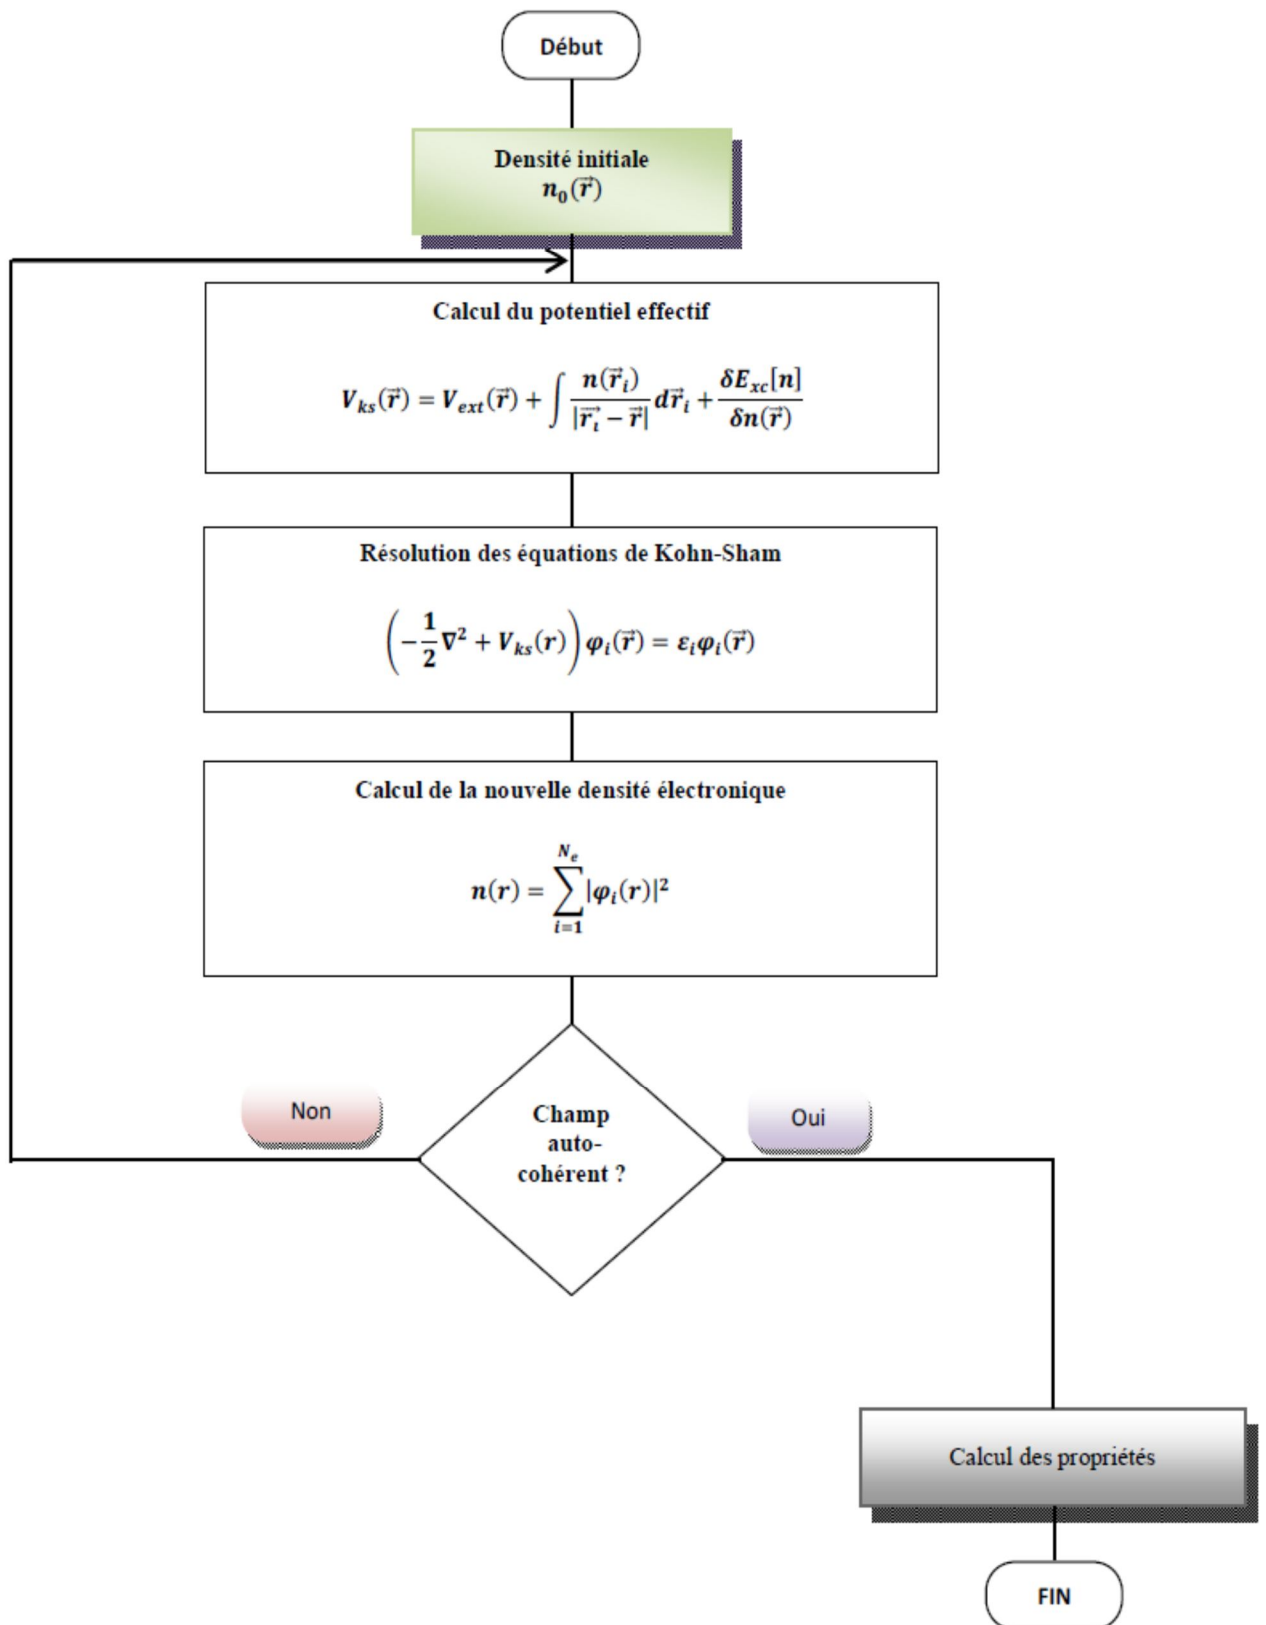 Début
Densité initiale
n₀(r⃗)
Calcul du potentiel effectif
V_ks(r⃗) = V_ext(r⃗) + ∫ n(r⃗_i) / |r⃗_i − r⃗| dr⃗_i + δE_xc[n] / δn(r⃗)
Résolution des équations de Kohn-Sham
(−1/2 ∇² + V_ks(r)) φ_i(r⃗) = ε_i φ_i(r⃗)
Calcul de la nouvelle densité électronique
n(r) = ∑_{i=1}^{N_e} |φ_i(r)|²
Non
Champ
auto-
cohérent ?
Oui
Calcul des propriétés
FIN